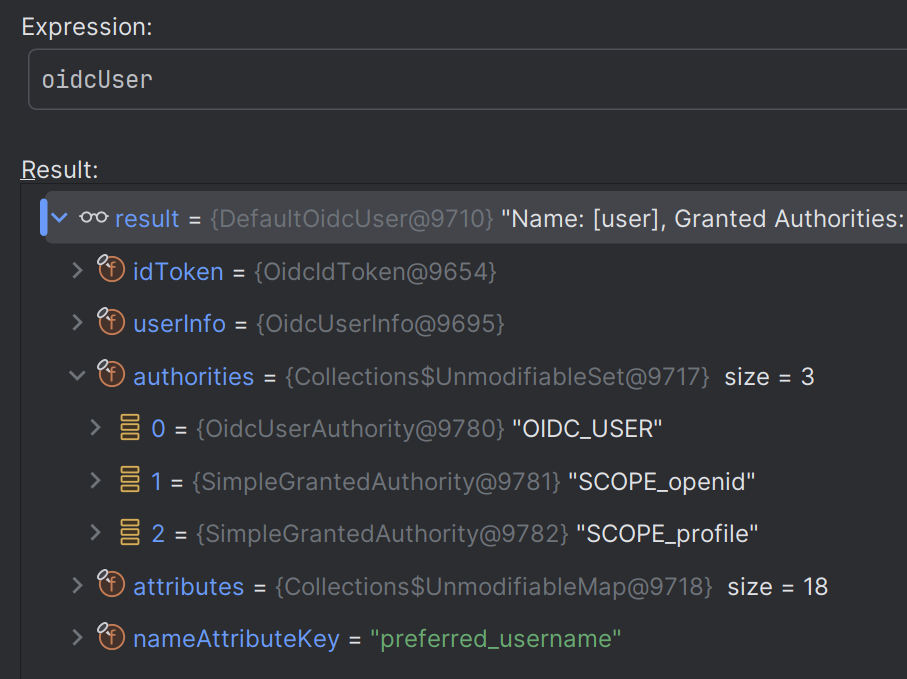 Expression:
oidcUser
Result:
result = {DefaultOidcUser@9710} "Name: [user], Granted Authorities:
idToken = {OidcIdToken@9654}
userInfo = {OidcUserInfo@9695}
authorities = {Collections$UnmodifiableSet@9717} size = 3
0 = {OidcUserAuthority@9780} "OIDC_USER"
1 = {SimpleGrantedAuthority@9781} "SCOPE_openid"
2 = {SimpleGrantedAuthority@9782} "SCOPE_profile"
attributes = {Collections$UnmodifiableMap@9718} size = 18
nameAttributeKey = "preferred_username"